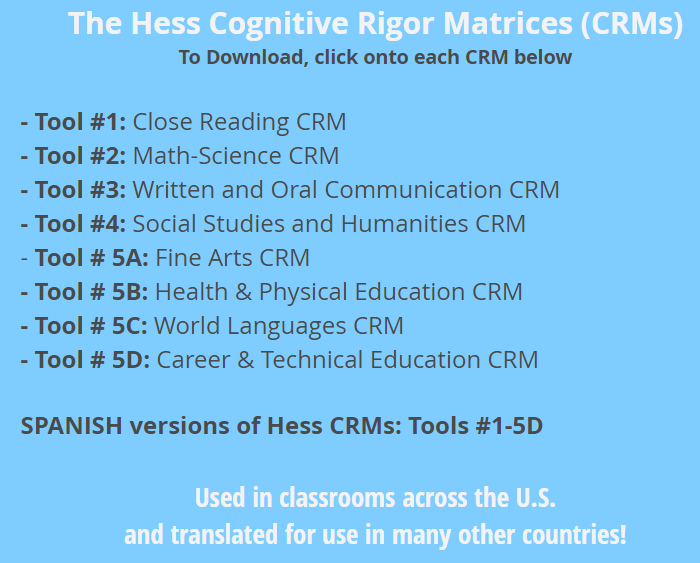 The Hess Cognitive Rigor Matrices (CRMs)
To Download, click onto each CRM below
- Tool #1: Close Reading CRM
- Tool #2: Math-Science CRM
- Tool #3: Written and Oral Communication CRM
- Tool #4: Social Studies and Humanities CRM
- Tool # 5A: Fine Arts CRM
- Tool # 5B: Health & Physical Education CRM
- Tool # 5C: World Languages CRM
- Tool # 5D: Career & Technical Education CRM
SPANISH versions of Hess CRMs: Tools #1-5D
Used in classrooms across the U.S.
and translated for use in many other countries!